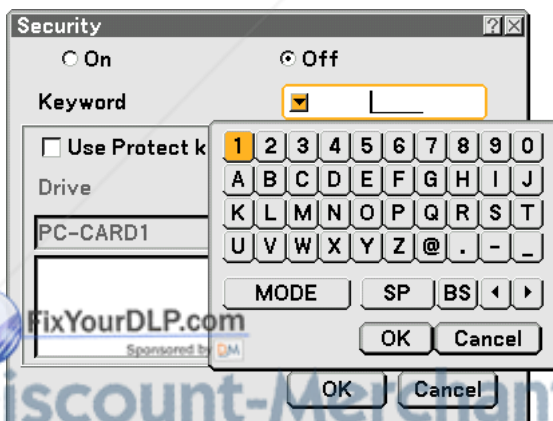 Security ? ×
On Off
Keyword
Use Protect k
Drive
PC-CARD1
1 2 3 4 5 6 7 8 9 0
A B C D E F G H I J
K L M N O P Q R S T
U V W X Y Z @ . - _
MODE SP BS
OK Cancel
FixYourDLP.com
Sponsored by DM
iscount-Merchant
OK Cancel